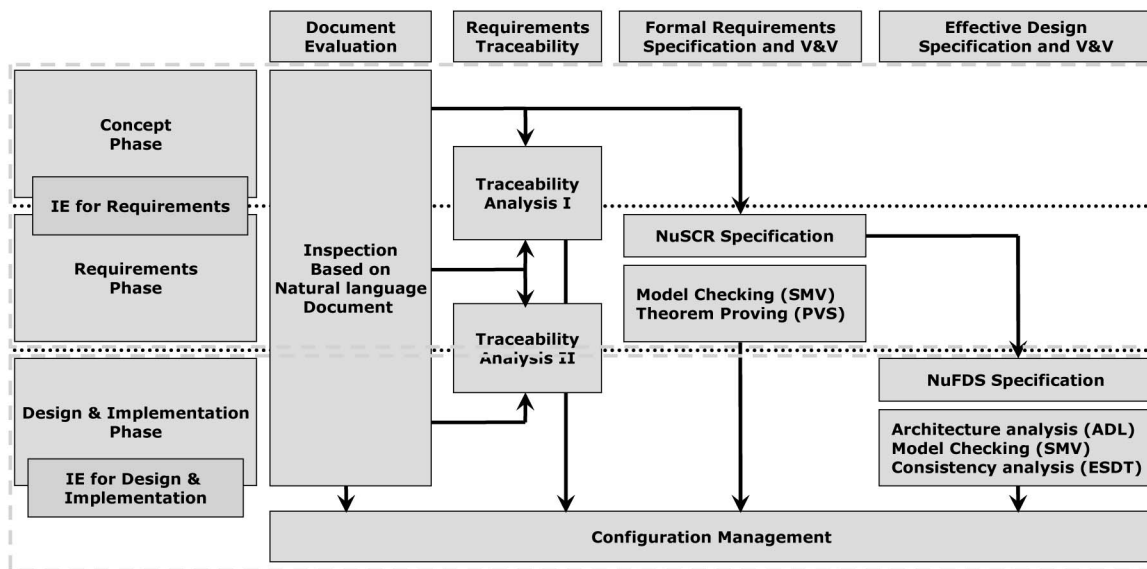 Document
Evaluation
Requirements
Traceability
Formal Requirements
Specification and V&V
Effective Design
Specification and V&V
Concept
Phase
IE for Requirements
Requirements
Phase
Design & Implementation
Phase
IE for Design &
Implementation
Inspection
Based on
Natural language
Document
Traceability
Analysis I
Traceability
Analysis II
NuSCR Specification
Model Checking (SMV)
Theorem Proving (PVS)
NuFDS Specification
Architecture analysis (ADL)
Model Checking (SMV)
Consistency analysis (ESDT)
Configuration Management